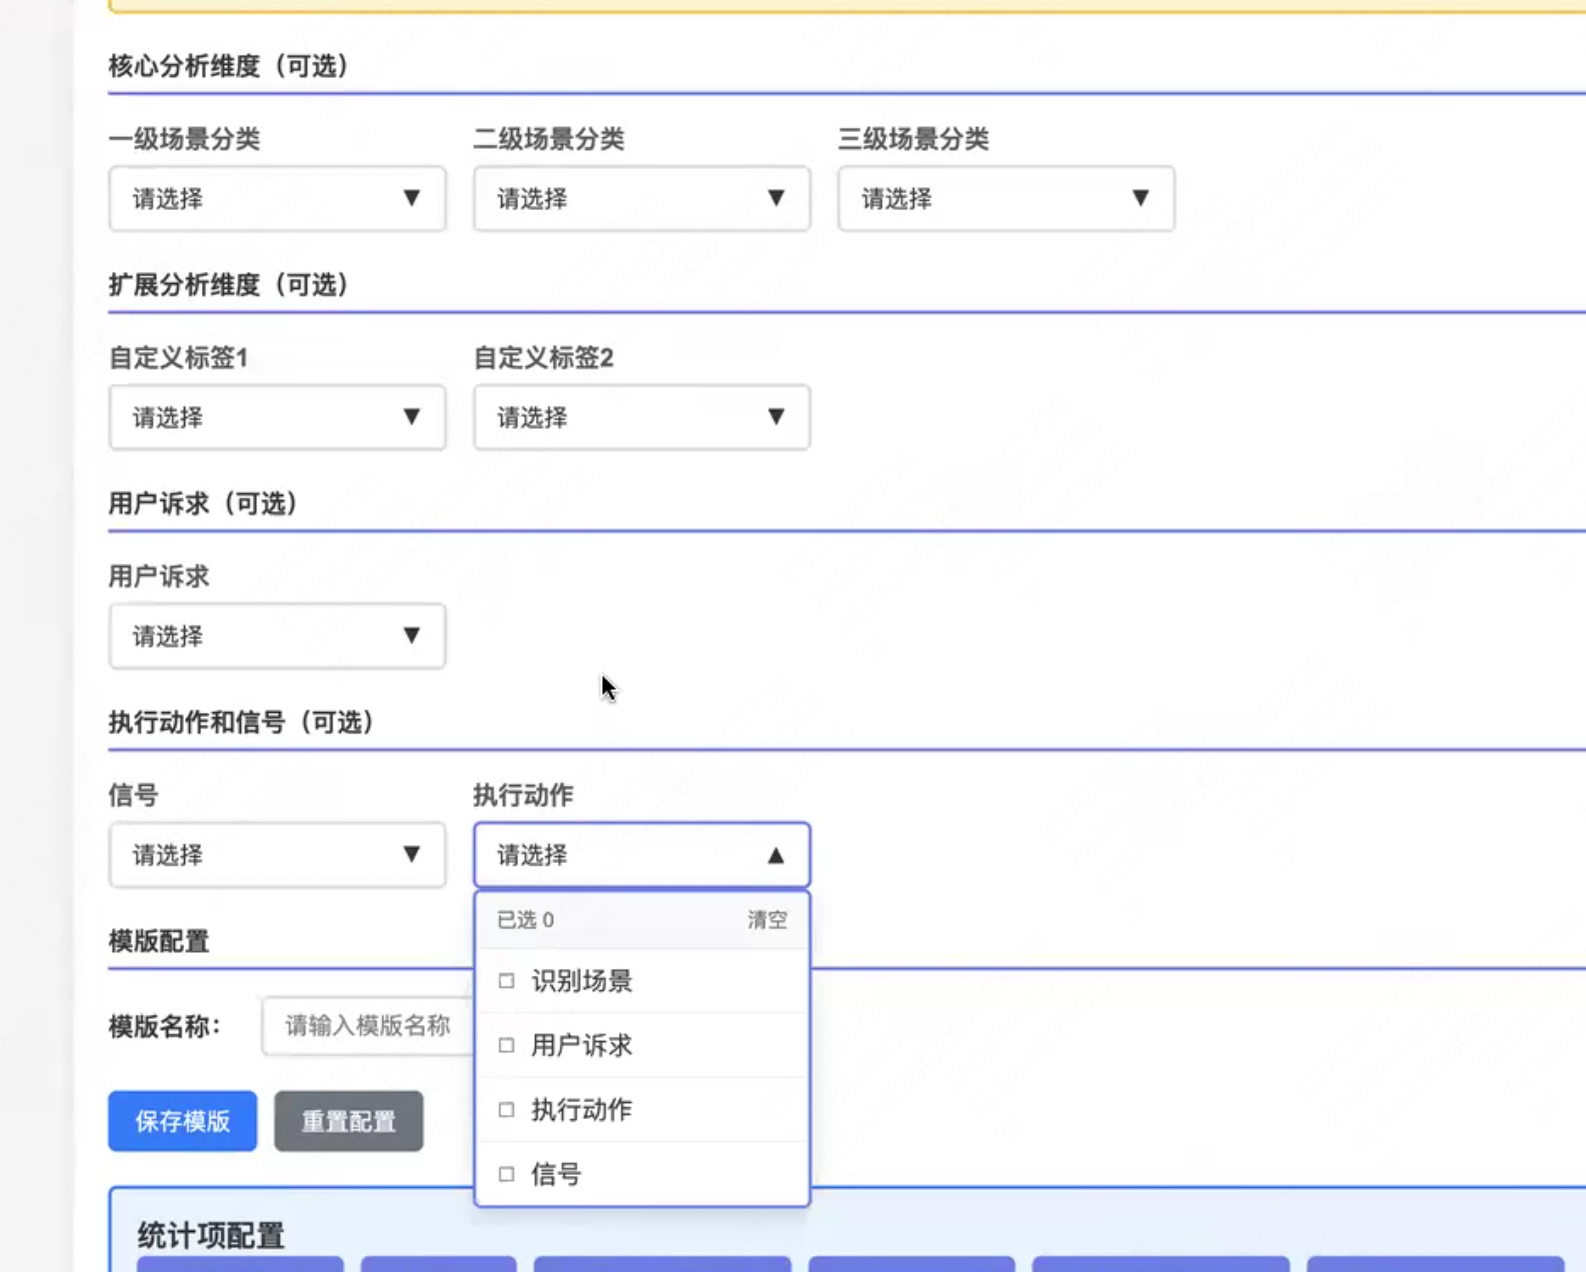 核心分析维度（可选）
一级场景分类 二级场景分类 三级场景分类
请选择 ▼ 请选择 ▼ 请选择 ▼
扩展分析维度（可选）
自定义标签1 自定义标签2
请选择 ▼ 请选择 ▼
用户诉求（可选）
用户诉求
请选择 ▼
执行动作和信号（可选）
信号 执行动作
请选择 ▼ 请选择 ▲
已选 0 清空
识别场景
用户诉求
执行动作
信号
模版配置
模版名称： 请输入模版名称
保存模版 重置配置
统计项配置